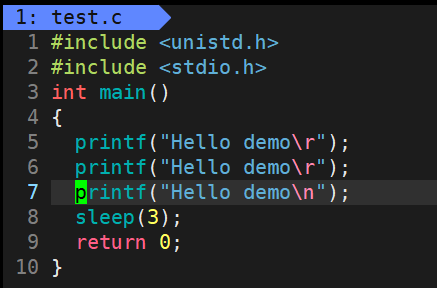 1: test.c
1 #include <unistd.h>
2 #include <stdio.h>
3 int main()
4 {
5   printf("Hello demo\r");
6   printf("Hello demo\r");
7   printf("Hello demo\n");
8   sleep(3);
9   return 0;
10 }